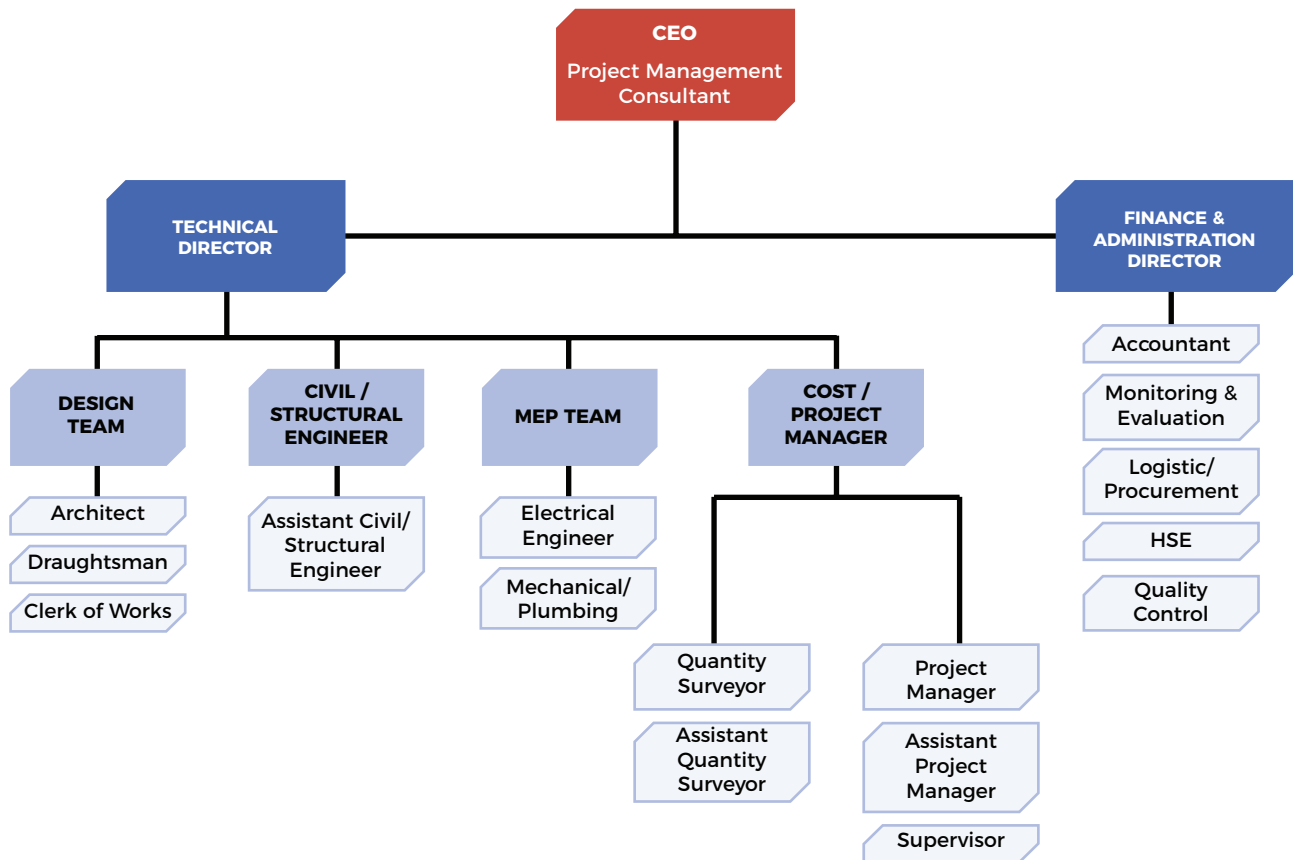 CEO
Project Management
Consultant
TECHNICAL
DIRECTOR
FINANCE &
ADMINISTRATION
DIRECTOR
DESIGN
TEAM
Architect
Draughtsman
Clerk of Works
CIVIL /
STRUCTURAL
ENGINEER
Assistant Civil/
Structural
Engineer
MEP TEAM
Electrical
Engineer
Mechanical/
Plumbing
COST /
PROJECT
MANAGER
Quantity
Surveyor
Assistant
Quantity
Surveyor
Project
Manager
Assistant
Project
Manager
Supervisor
Accountant
Monitoring &
Evaluation
Logistic/
Procurement
HSE
Quality
Control